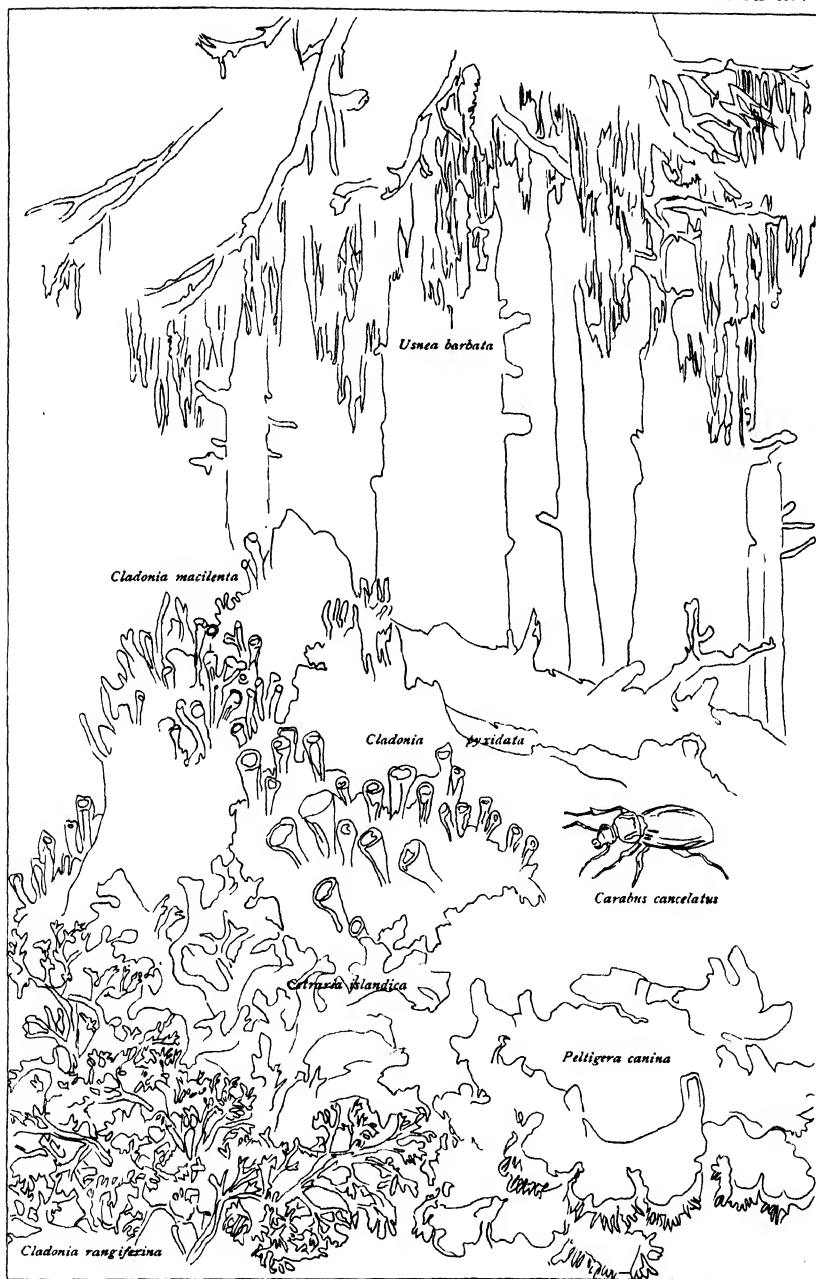 Usnea barbata
Cladonia macilenta
Cladonia pyxidata
Carabus cancelatus
Cetraria islandica
Peltigera canina
Cladonia rangiferina